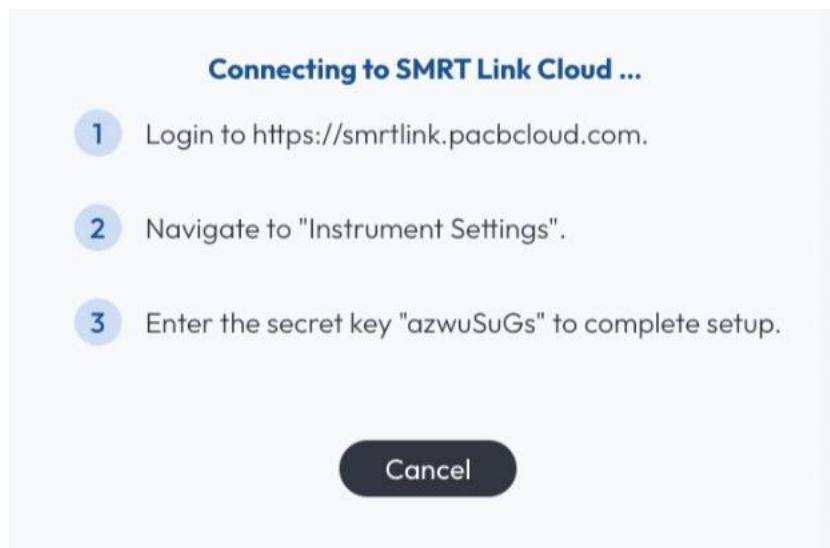 Connecting to SMRT Link Cloud ...
1 Login to https://smrtlink.pacbcloud.com.
2 Navigate to "Instrument Settings".
3 Enter the secret key "azwuSuGs" to complete setup.
Cancel